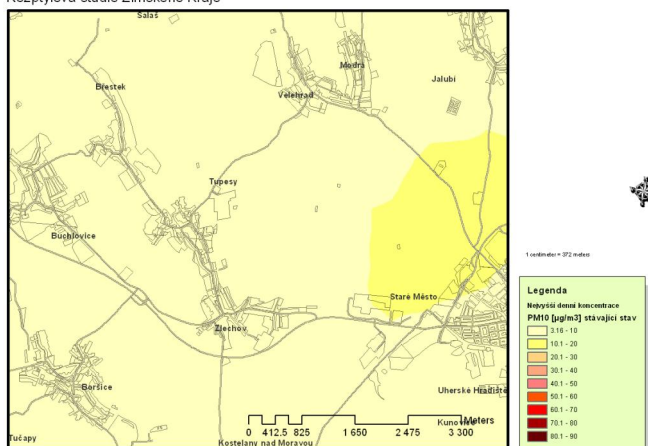 Rozptylová studie Zlínského Kraje
Salaš
Modrá
Jalubí
Břestek
Velehrad
Tupesy
Buchlovice
Staré Město
Zlechov
Boršice
Uherské Hradiště
Kunovice
Tučapy
Kostelany nad Moravou
Meters
0 412.5 825 1 650 2 475 3 300
1 centimeter = 372 meters
Legenda
Nejvyšší denní koncentrace
PM10 [µg/m3] stávající stav
3.16 - 10
10.1 - 20
20.1 - 30
30.1 - 40
40.1 - 50
50.1 - 60
60.1 - 70
70.1 - 80
80.1 - 90